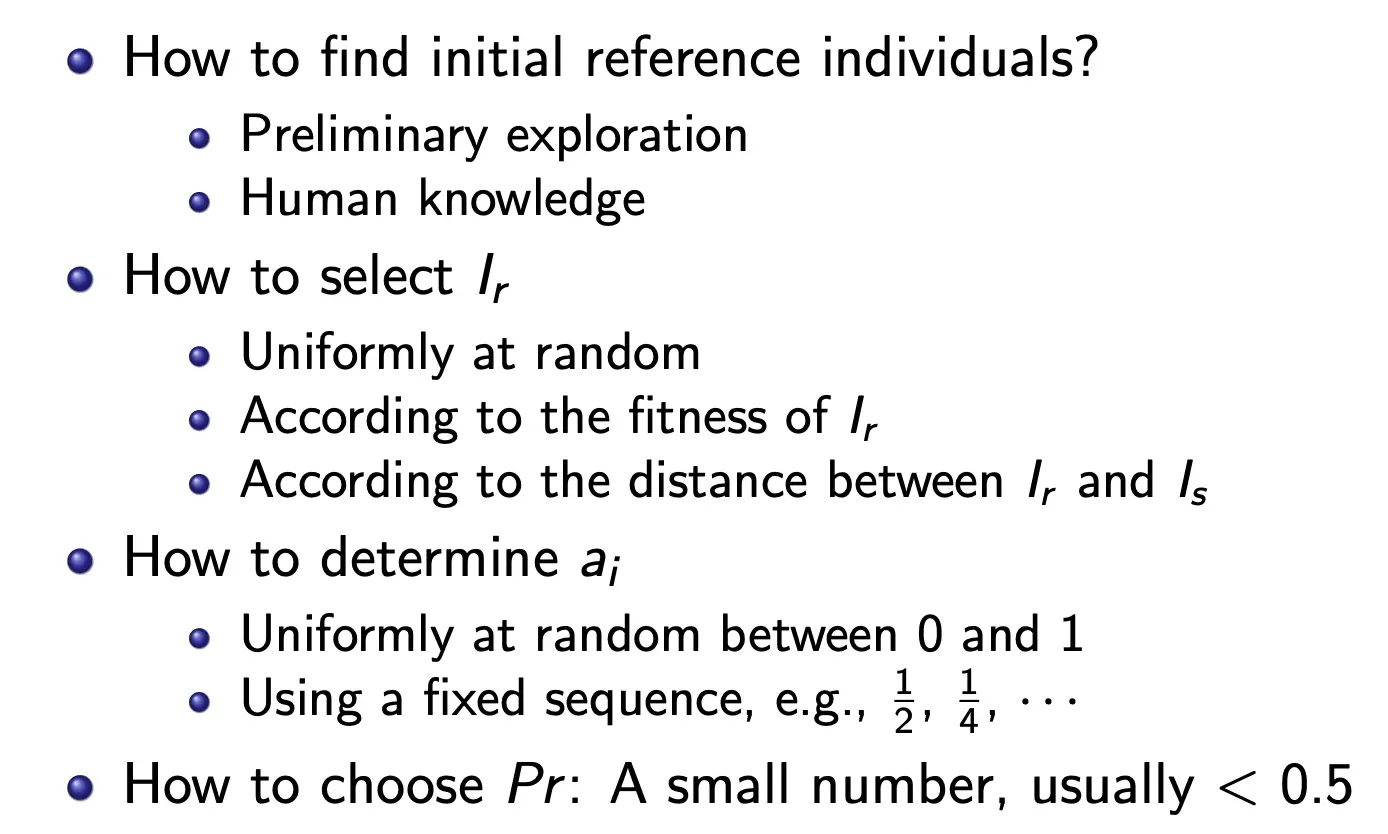 How to find initial reference individuals?
Preliminary exploration
Human knowledge
How to select I_r
Uniformly at random
According to the fitness of I_r
According to the distance between I_r and I_s
How to determine a_i
Uniformly at random between 0 and 1
Using a fixed sequence, e.g., 1/2, 1/4, ···
How to choose Pr: A small number, usually < 0.5